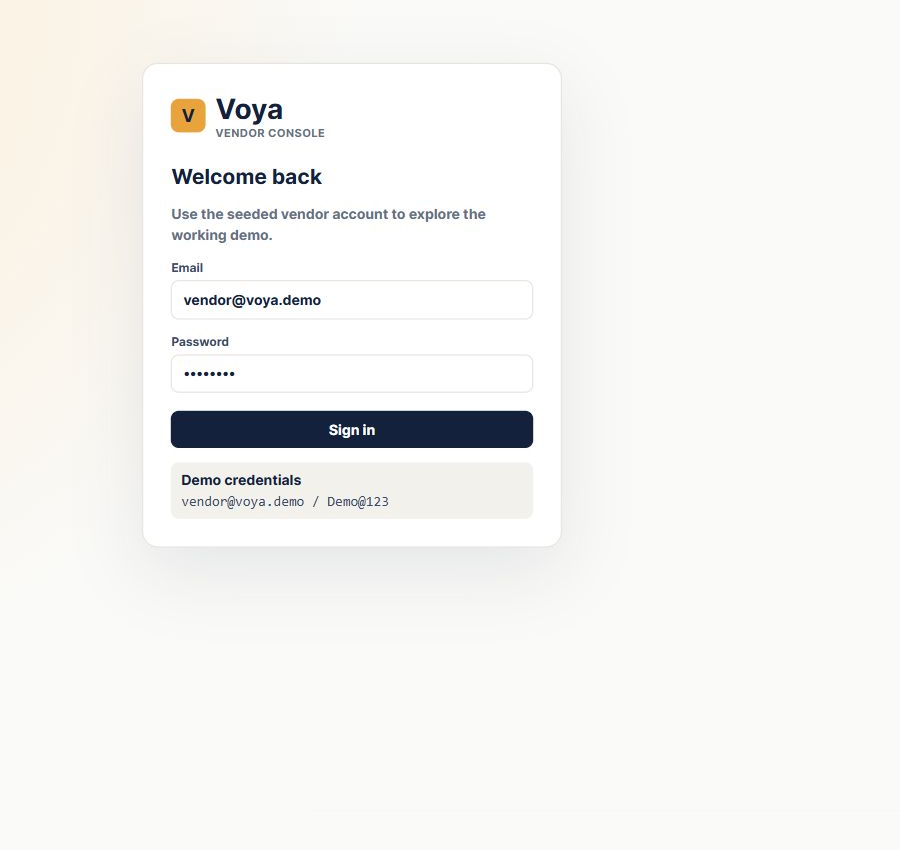 V
Voya
VENDOR CONSOLE
Welcome back
Use the seeded vendor account to explore the
working demo.
Email
vendor@voya.demo
Password
••••••••
Sign in
Demo credentials
vendor@voya.demo / Demo@123